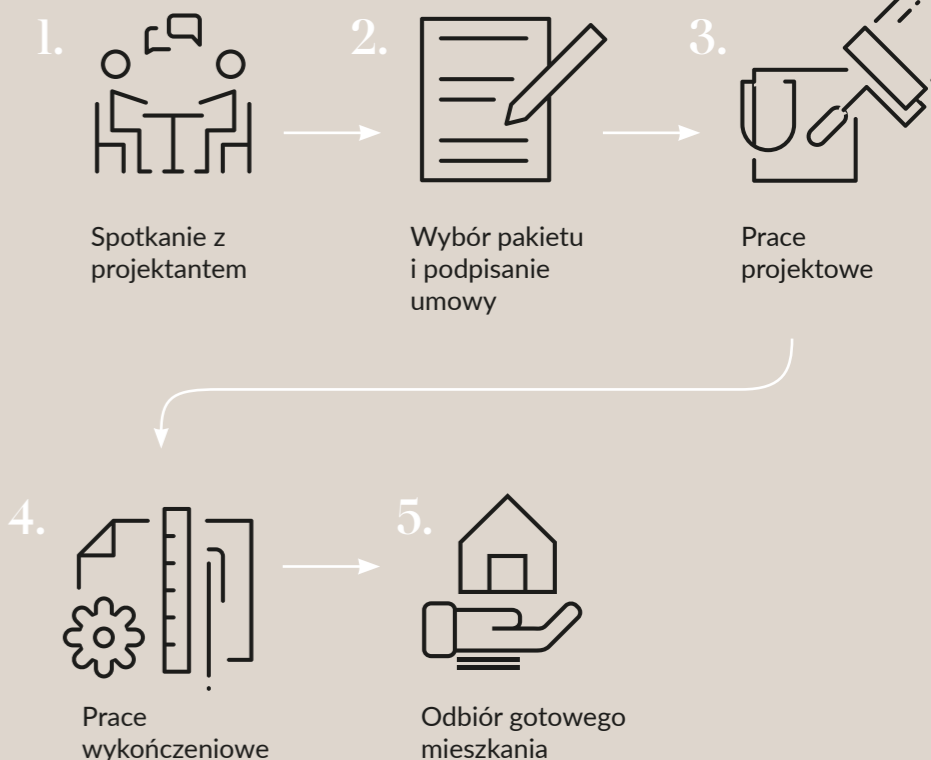 1.
Spotkanie z
projektantem
2.
Wybór pakietu
i podpisanie
umowy
3.
Prace
projektowe
4.
Prace
wykończeniowe
5.
Odbiór gotowego
mieszkania